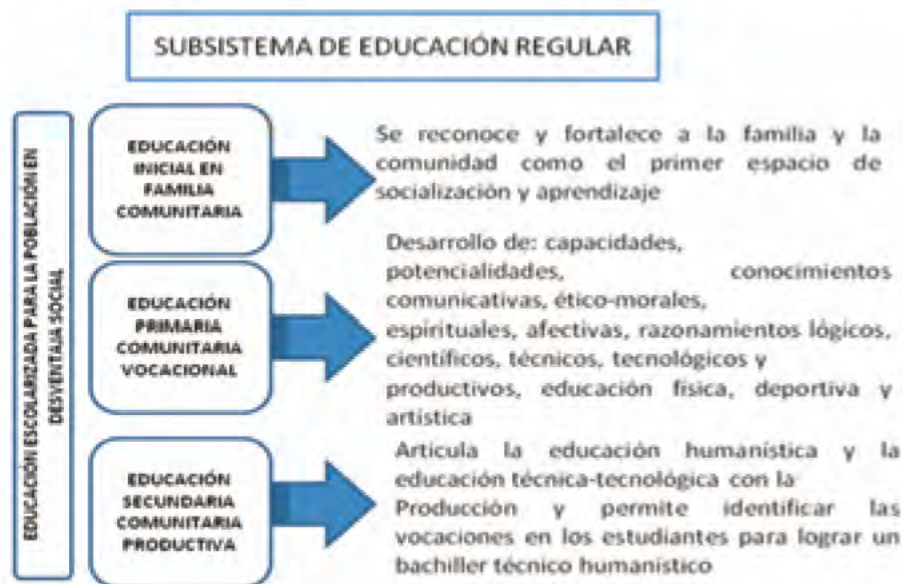 SUBSISTEMA DE EDUCACIÓN REGULAR
EDUCACIÓN ESCOLARIZADA PARA LA POBLACIÓN EN
DESVENTAJA SOCIAL
EDUCACIÓN
INICIAL EN
FAMILIA
COMUNITARIA
Se reconoce y fortalece a la familia y la
comunidad como el primer espacio de
socialización y aprendizaje
EDUCACIÓN
PRIMARIA
COMUNITARIA
VOCACIONAL
Desarrollo de: capacidades,
potencialidades, conocimientos
comunicativas, ético-morales,
espirituales, afectivas, razonamientos lógicos,
científicos, técnicos, tecnológicos y
productivos, educación física, deportiva y
artística
EDUCACIÓN
SECUNDARIA
COMUNITARIA
PRODUCTIVA
Articula la educación humanística y la
educación técnica-tecnológica con la
Producción y permite identificar las
vocaciones en los estudiantes para lograr un
bachiller técnico humanístico